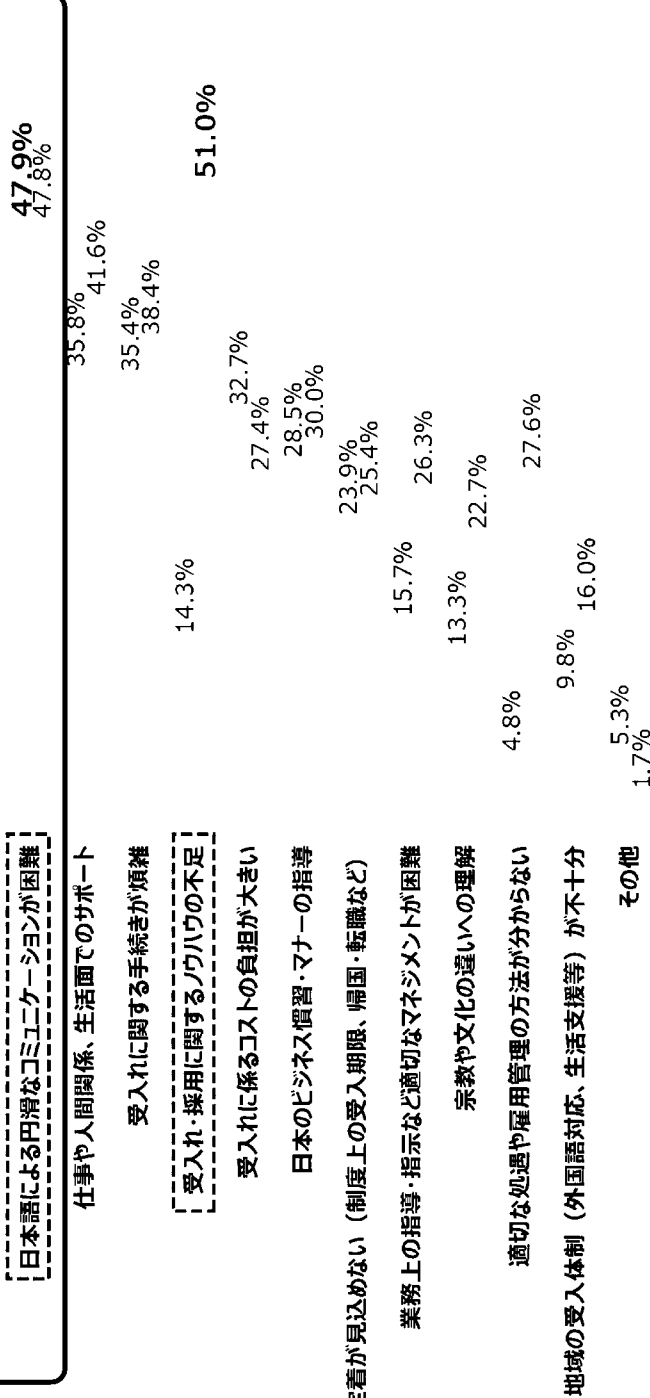 日本語による円滑なコミュニケーションが困難
47.9%
47.8%
仕事や人間関係、生活面でのサポート
35.8%
41.6%
受入れに関する手続きが煩雑
35.4%
38.4%
受入れ・採用に関するノウハウの不足
14.3%
51.0%
受入れに係るコストの負担が大きい
32.7%
27.4%
日本のビジネス慣習・マナーの指導
28.5%
30.0%
着が見込めない（制度上の受入期限、帰国・転職など）
23.9%
25.4%
業務上の指導・指示など適切なマネジメントが困難
15.7%
26.3%
宗教や文化の違いへの理解
13.3%
22.7%
適切な処遇や雇用管理の方法が分からない
4.8%
27.6%
地域の受入体制（外国語対応、生活支援等）が不十分
9.8%
16.0%
その他
5.3%
1.7%